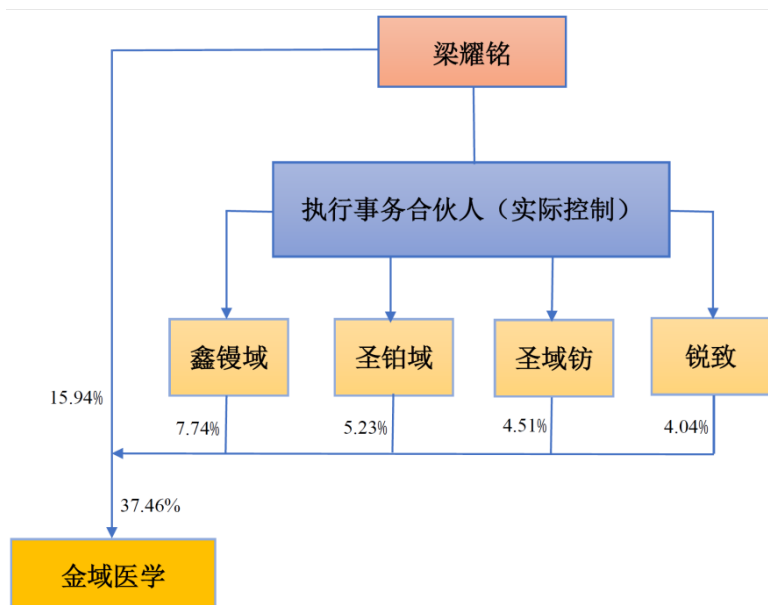 梁耀铭
执行事务合伙人（实际控制）
鑫镘域
圣铂域
圣域钫
锐致
15.94%
7.74%
5.23%
4.51%
4.04%
37.46%
金域医学